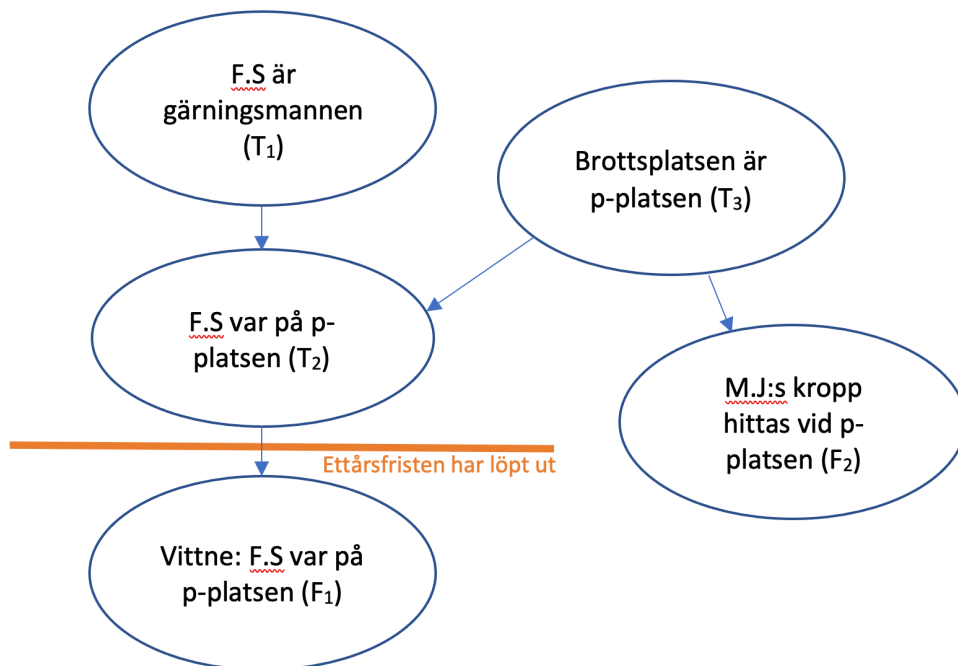 F.S är
gärningsmannen
(T₁)
Brottsplatsen är
p-platsen (T₃)
F.S var på p-
platsen (T₂)
M.J:s kropp
hittas vid p-
platsen (F₂)
Ettårsfristen har löpt ut
Vittne: F.S var på
p-platsen (F₁)